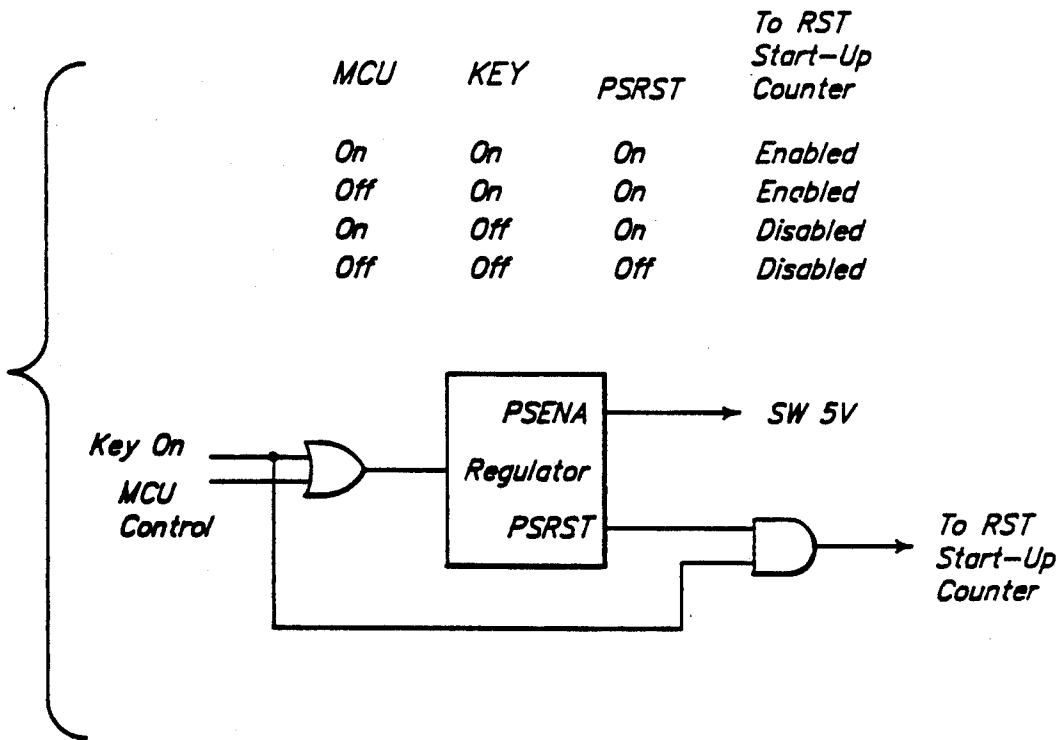 MCU KEY PSRST To RST
Start-Up
Counter
On On On Enabled
Off On On Enabled
On Off On Disabled
Off Off Off Disabled
Key On
MCU
Control
PSENA
Regulator
PSRST
SW 5V
To RST
Start-Up
Counter